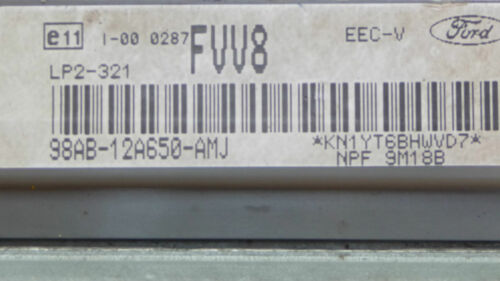 e11 I-00 0287 FVV8 EEC-V Ford
LP2-321
98AB-12A650-AMJ *KN1YT6BHWVD7*
NPF 9M18B